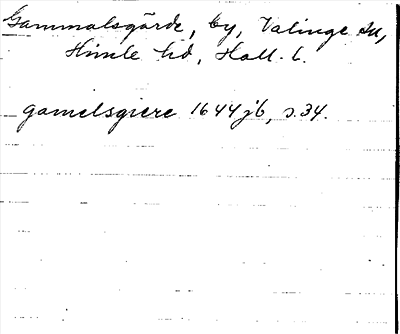 Gammalsgärde, by, Valinge sn,
Himle hd, Hall. l.
gamelsgiere 1644 jb, s. 34.